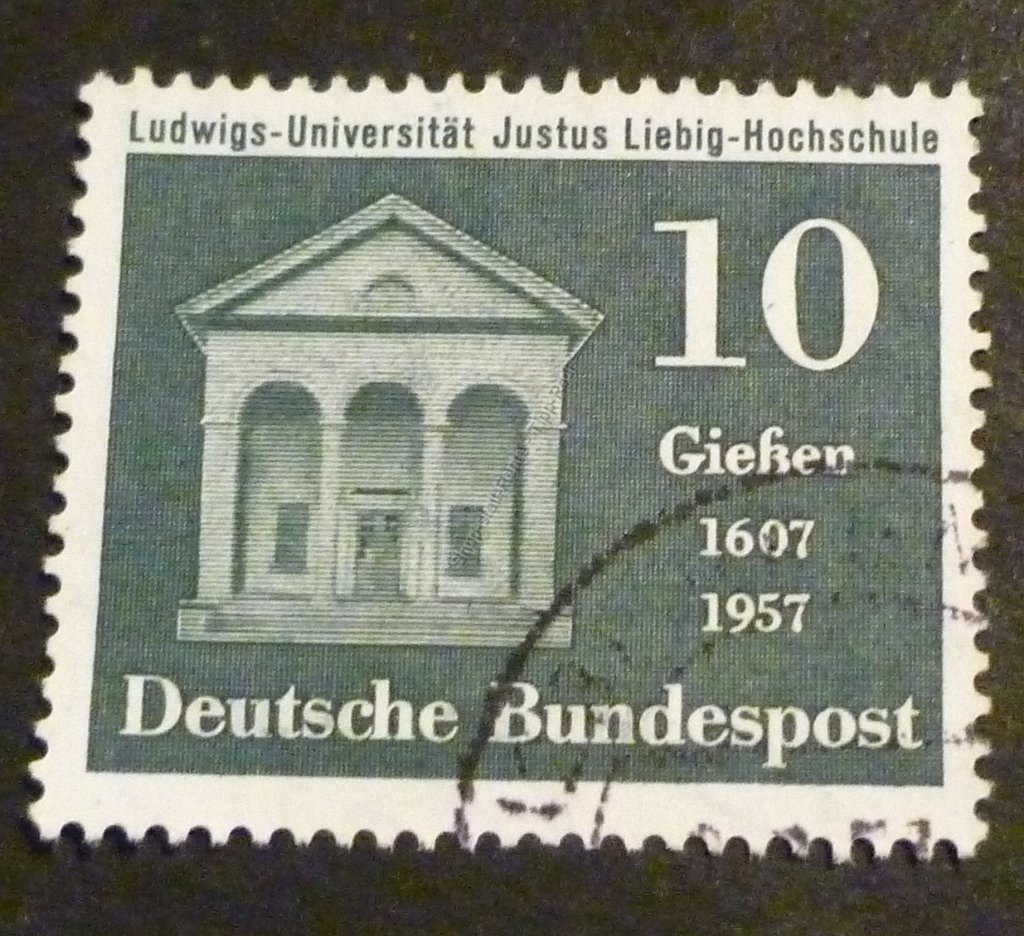 Ludwigs-Universität Justus Liebig-Hochschule
10
Gießen
1607
1957
Deutsche Bundespost